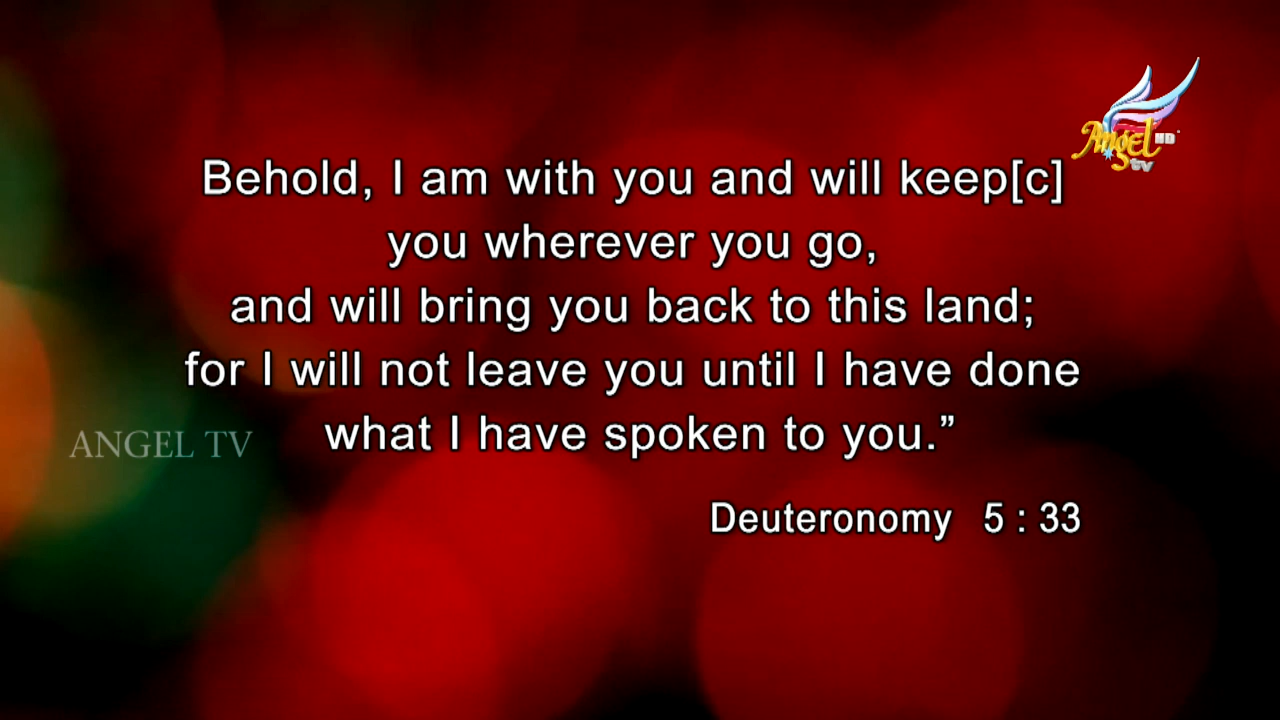 Angel HD
tv
Behold, I am with you and will keep[c]
you wherever you go,
and will bring you back to this land;
for I will not leave you until I have done
what I have spoken to you.”
ANGEL TV
Deuteronomy 5 : 33